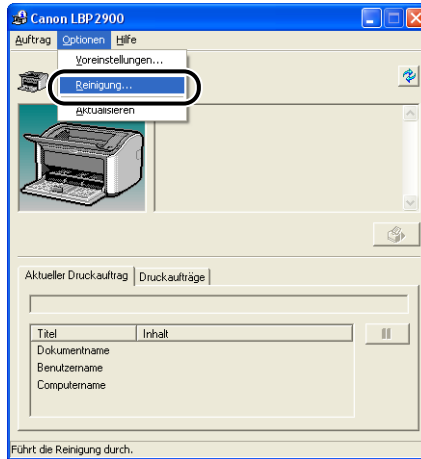 Canon LBP2900
Auftrag Optionen Hilfe
Voreinstellungen...
Reinigung...
Aktualisieren
Aktueller Druckauftrag Druckaufträge
Titel Inhalt
Dokumentname
Benutzername
Computername
Führt die Reinigung durch.